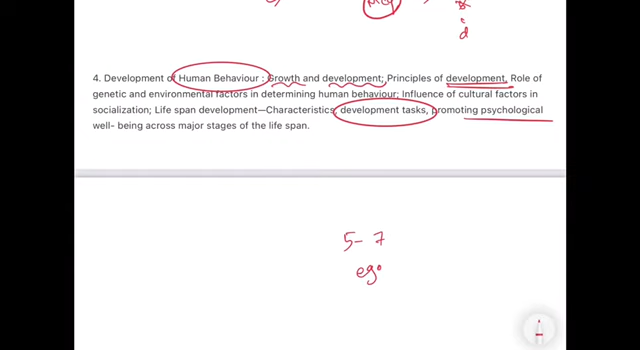 Meq
d
4. Development of Human Behaviour : Growth and development; Principles of development, Role of
genetic and environmental factors in determining human behaviour; Influence of cultural factors in
socialization; Life span development—Characteristics, development tasks, promoting psychological
well- being across major stages of the life span.
5- 7
ego